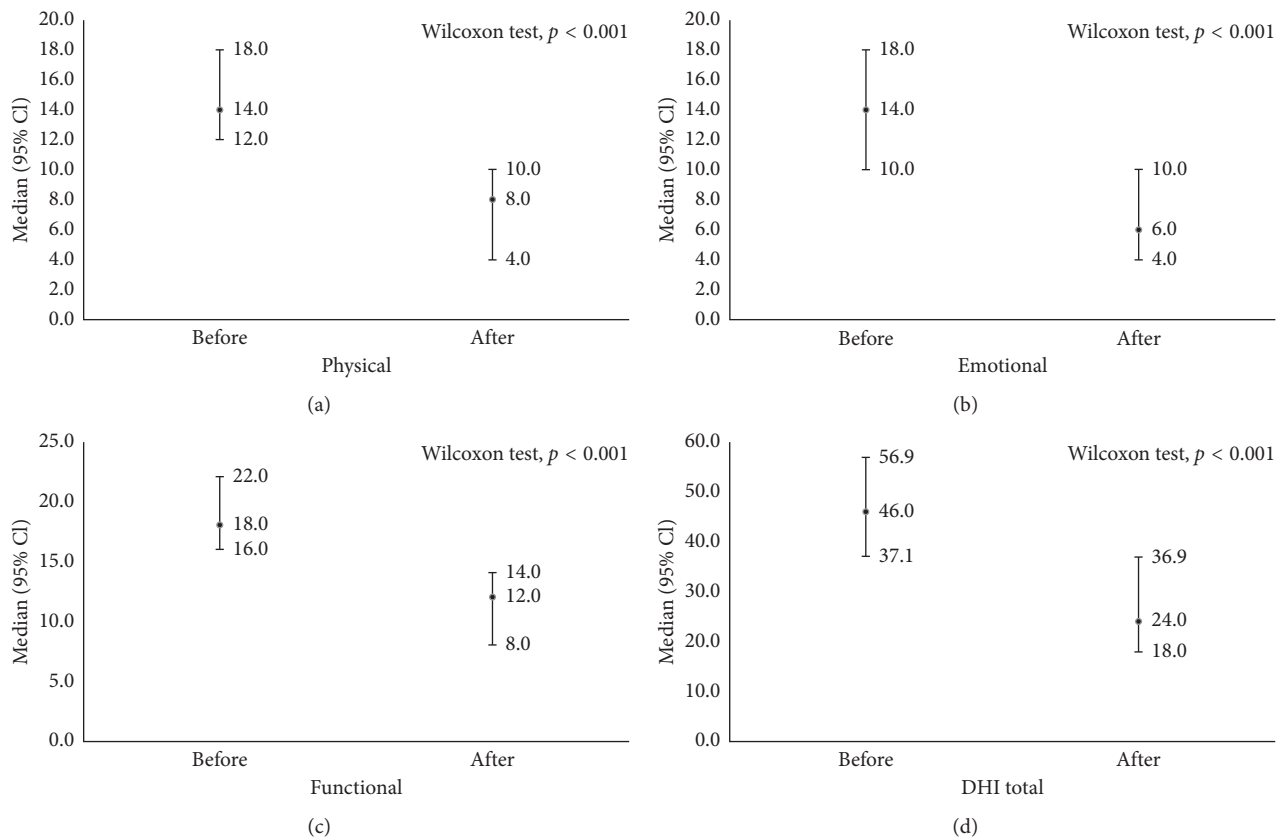 20.0
18.0
16.0
14.0
12.0
10.0
8.0
6.0
4.0
2.0
0.0
Median (95% CI)
Wilcoxon test, p < 0.001
18.0
14.0
12.0
10.0
8.0
4.0
Before
After
Physical
(a)
20.0
18.0
16.0
14.0
12.0
10.0
8.0
6.0
4.0
2.0
0.0
Median (95% CI)
Wilcoxon test, p < 0.001
18.0
14.0
10.0
10.0
6.0
4.0
Before
After
Emotional
(b)
25.0
20.0
15.0
10.0
5.0
0.0
Median (95% CI)
Wilcoxon test, p < 0.001
22.0
18.0
16.0
14.0
12.0
8.0
Before
After
Functional
(c)
60.0
50.0
40.0
30.0
20.0
10.0
0.0
Median (95% CI)
Wilcoxon test, p < 0.001
56.9
46.0
37.1
36.9
24.0
18.0
Before
After
DHI total
(d)